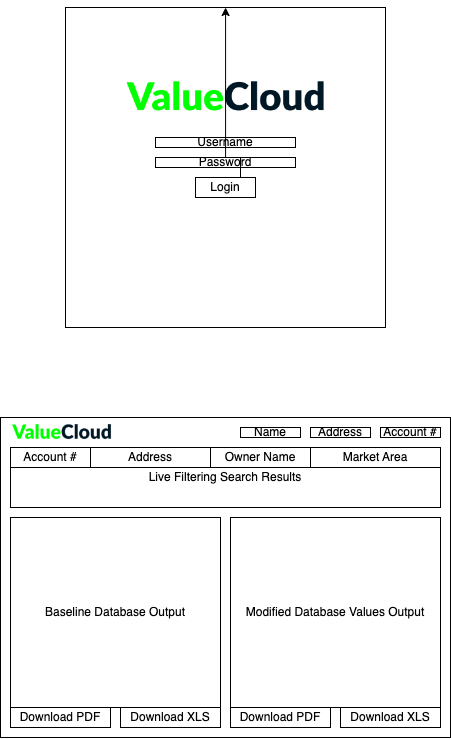 ValueCloud
Username
Password
Login
ValueCloud Name Address Account #
Account # Address Owner Name Market Area
Live Filtering Search Results
Baseline Database Output Modified Database Values Output
Download PDF Download XLS Download PDF Download XLS